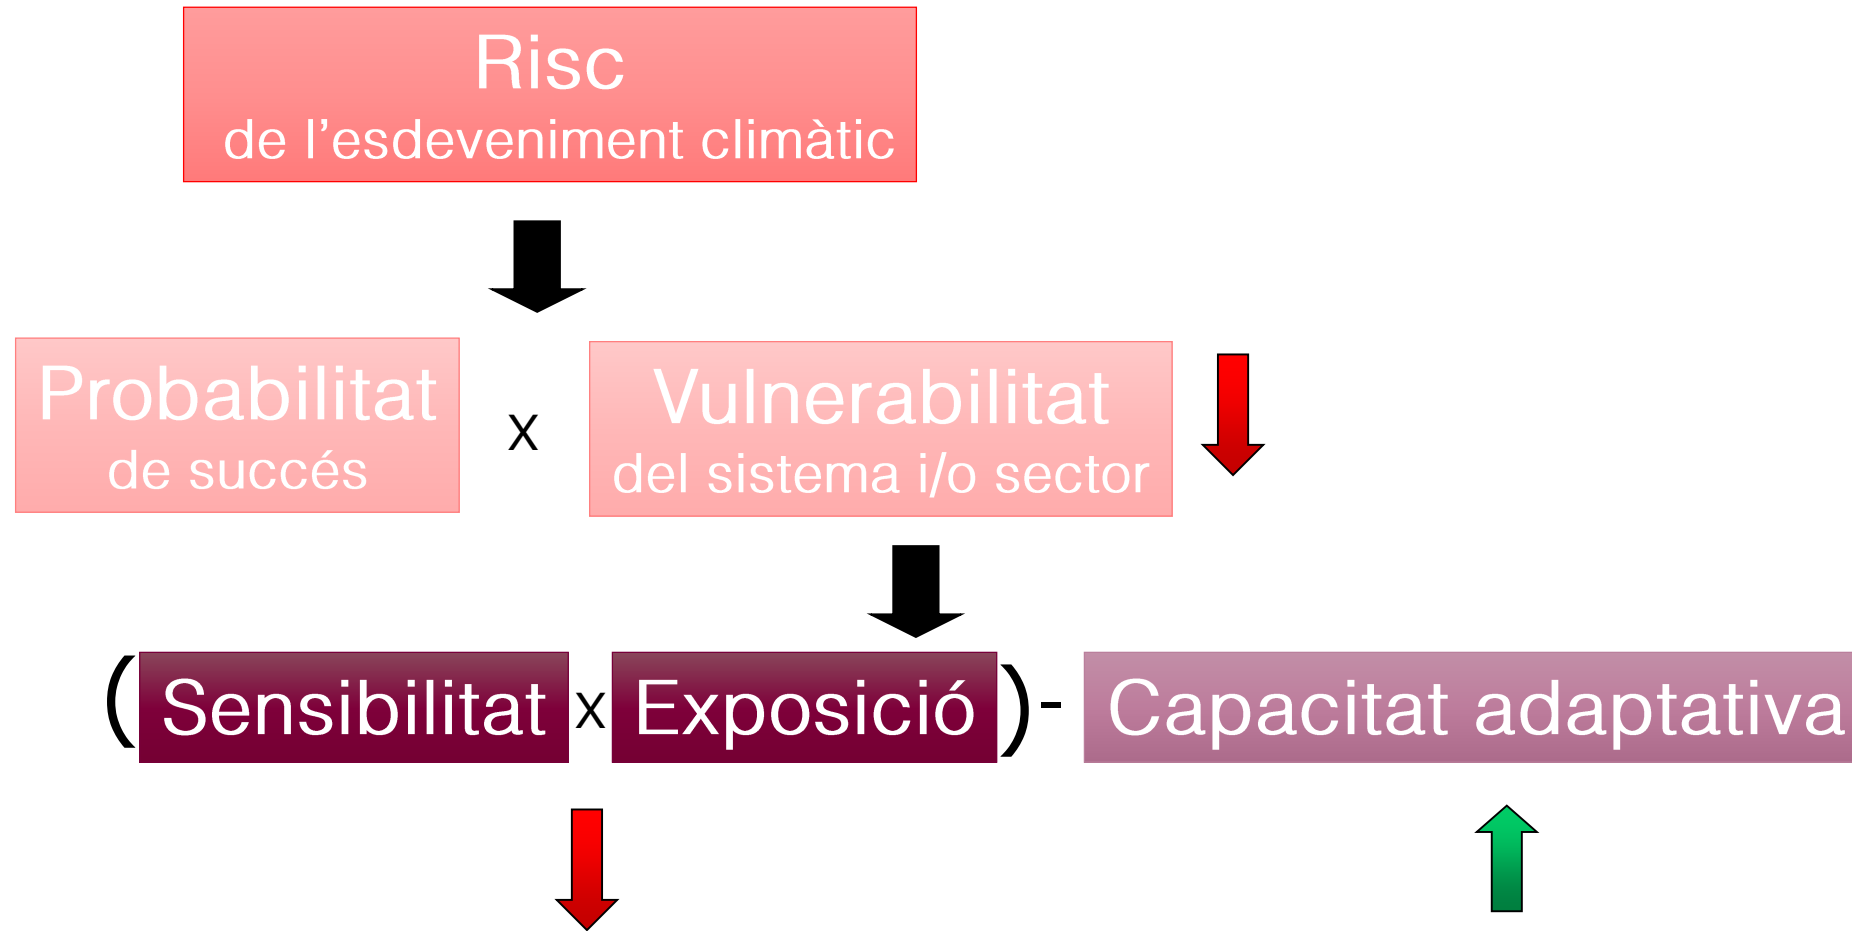 Risc
de l’esdeveniment climàtic
Probabilitat
de succés
x
Vulnerabilitat
del sistema i/o sector
( Sensibilitat x Exposició ) - Capacitat adaptativa